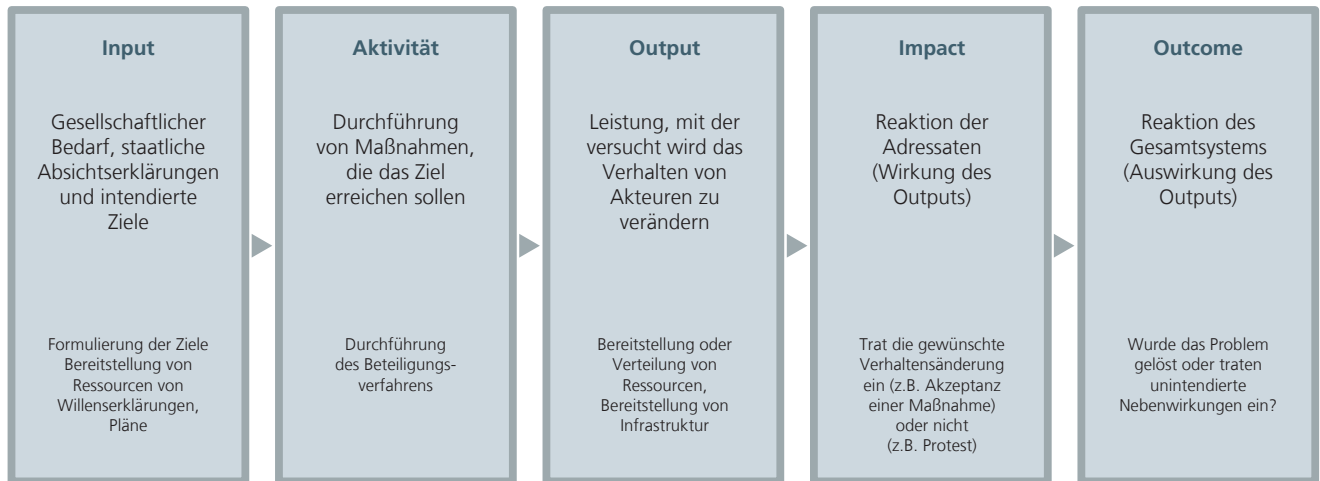 Input
Gesellschaftlicher
Bedarf, staatliche
Absichtserklärungen
und intendierte
Ziele
Formulierung der Ziele
Bereitstellung von
Ressourcen von
Willenserklärungen,
Pläne
Aktivität
Durchführung
von Maßnahmen,
die das Ziel
erreichen sollen
Durchführung
des Beteiligungs-
verfahrens
Output
Leistung, mit der
versucht wird das
Verhalten von
Akteuren zu
verändern
Bereitstellung oder
Verteilung von
Ressourcen,
Bereitstellung von
Infrastruktur
Impact
Reaktion der
Adressaten
(Wirkung des
Outputs)
Trat die gewünschte
Verhaltensänderung
ein (z.B. Akzeptanz
einer Maßnahme)
oder nicht
(z.B. Protest)
Outcome
Reaktion des
Gesamtsystems
(Auswirkung des
Outputs)
Wurde das Problem
gelöst oder traten
unintendierte
Nebenwirkungen ein?